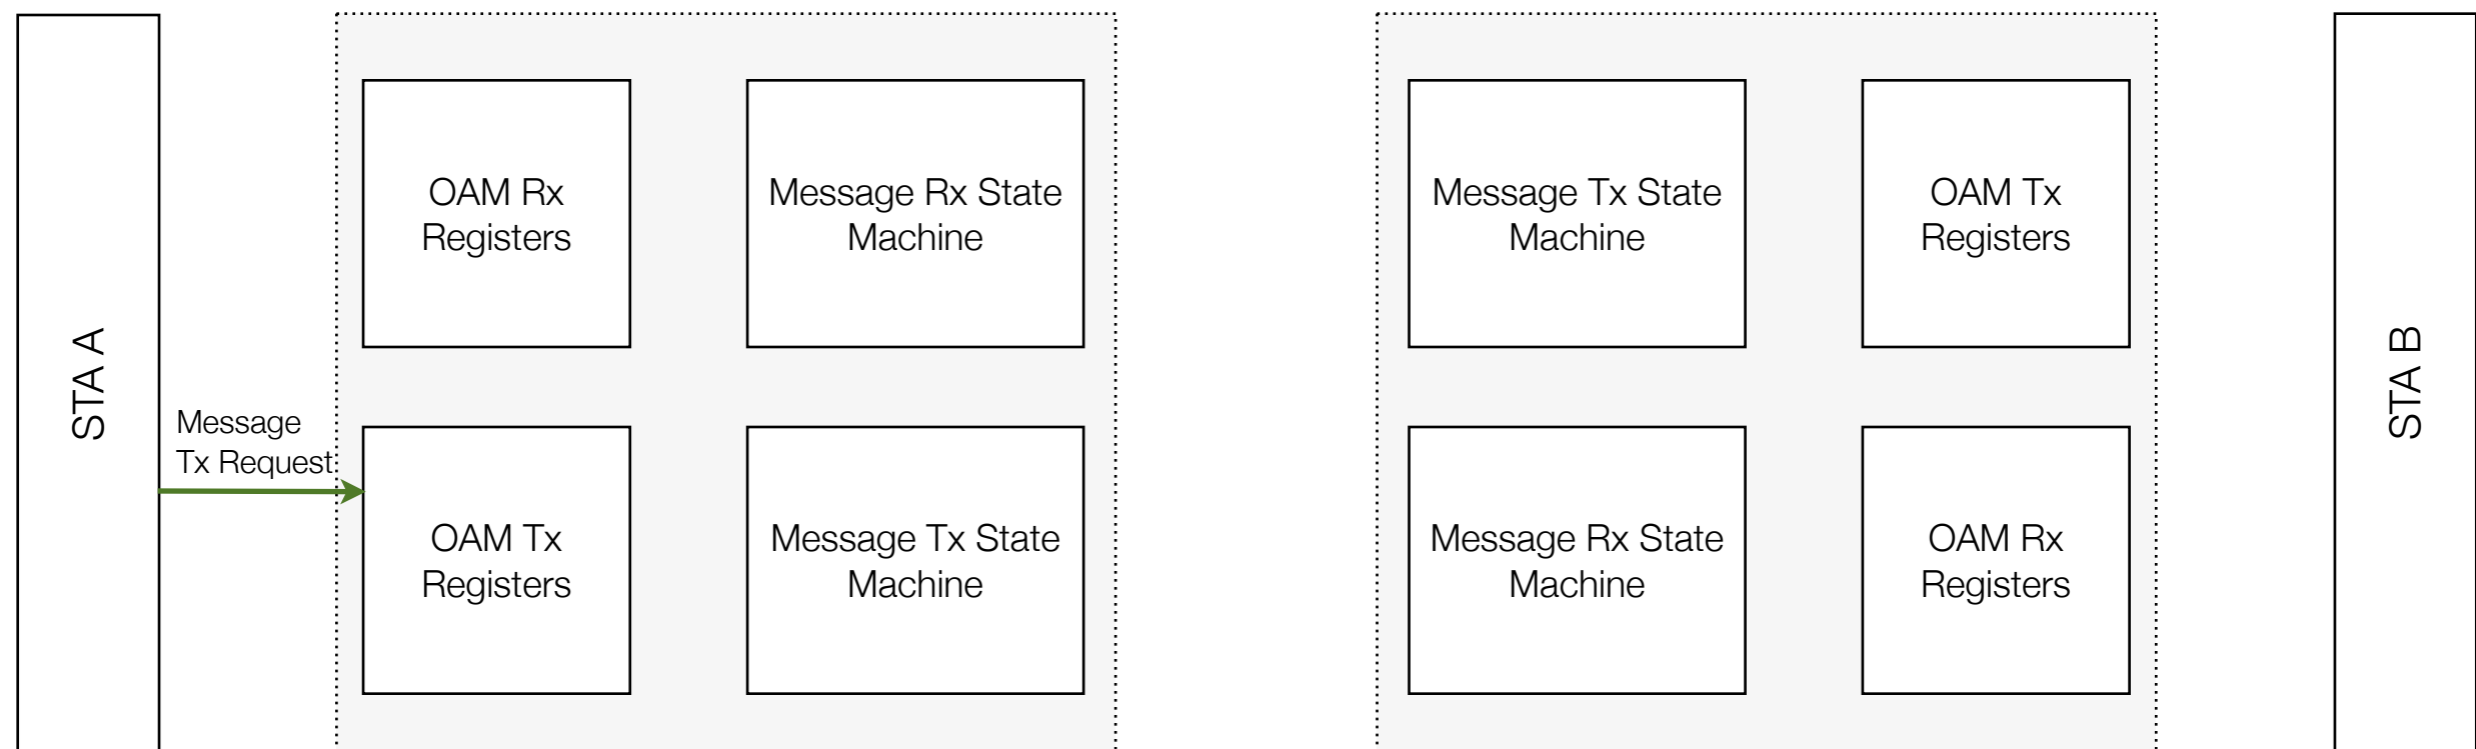 STA A
OAM Rx
Registers
Message Rx State
Machine
Message Tx State
Machine
OAM Tx
Registers
STA B
Message
Tx Request
OAM Tx
Registers
Message Tx State
Machine
Message Rx State
Machine
OAM Rx
Registers